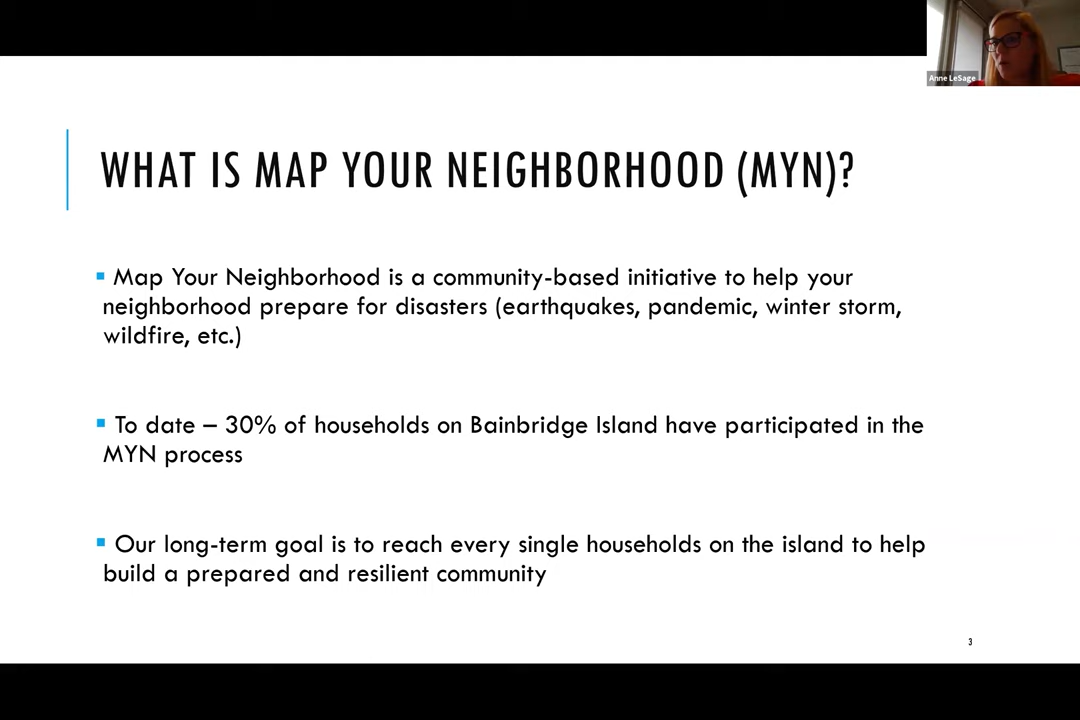 Anne LeSage
WHAT IS MAP YOUR NEIGHBORHOOD (MYN)?
Map Your Neighborhood is a community-based initiative to help your
neighborhood prepare for disasters (earthquakes, pandemic, winter storm,
wildfire, etc.)
To date – 30% of households on Bainbridge Island have participated in the
MYN process
Our long-term goal is to reach every single households on the island to help
build a prepared and resilient community
3